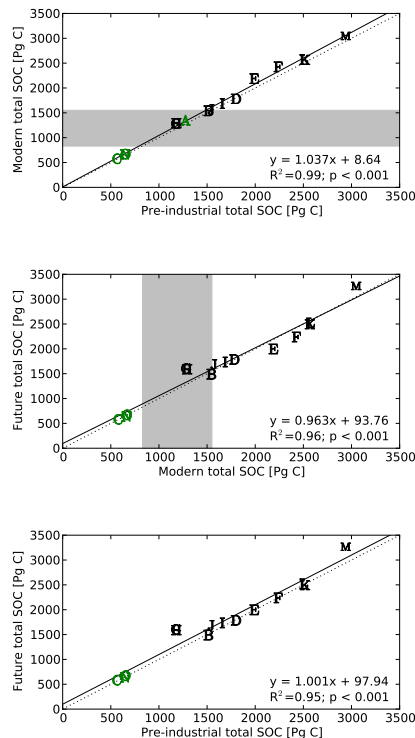 3500
3000
2500
2000
1500
1000
500
0
Modern total SOC [Pg C]
M
F
K
E
D
I
A
C
y = 1.037x + 8.64
R²=0.99; p < 0.001
0 500 1000 1500 2000 2500 3000 3500
Pre-industrial total SOC [Pg C]
3500
3000
2500
2000
1500
1000
500
0
Future total SOC [Pg C]
M
F
E
D
I
J
B
C
y = 0.963x + 93.76
R²=0.96; p < 0.001
0 500 1000 1500 2000 2500 3000 3500
Modern total SOC [Pg C]
3500
3000
2500
2000
1500
1000
500
0
Future total SOC [Pg C]
M
K
F
E
D
I
J
B
C
y = 1.001x + 97.94
R²=0.95; p < 0.001
0 500 1000 1500 2000 2500 3000 3500
Pre-industrial total SOC [Pg C]